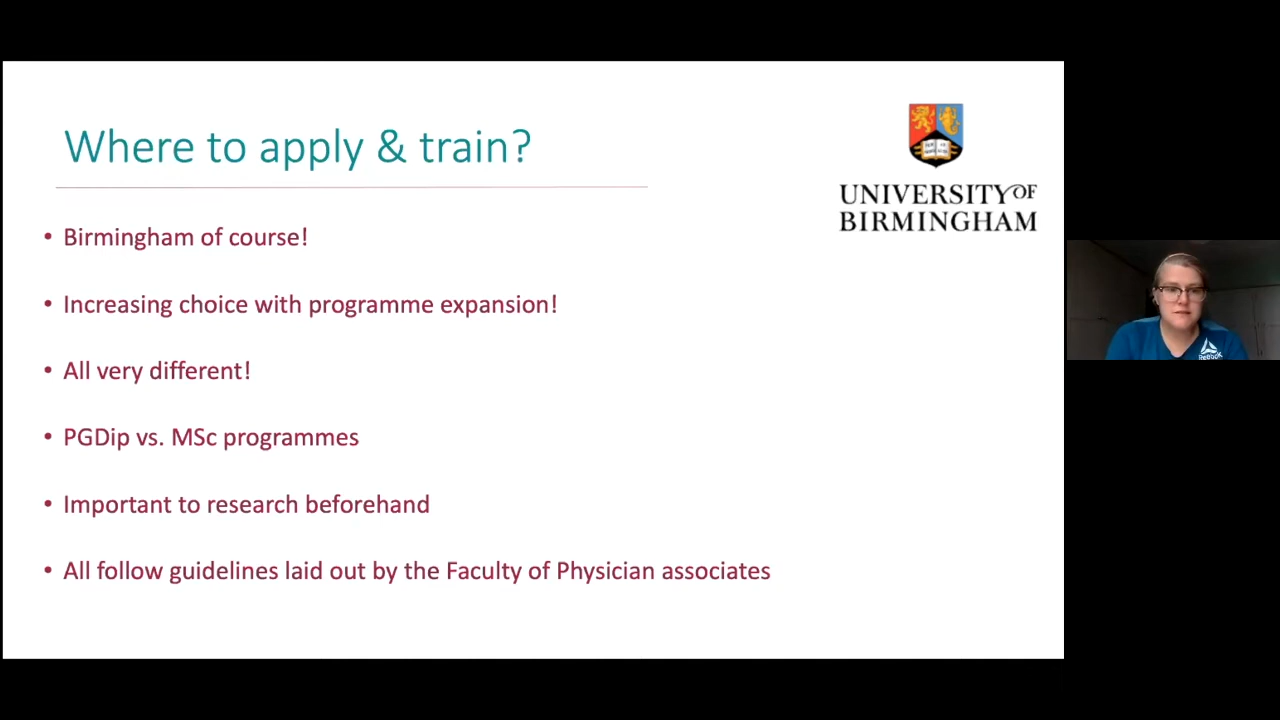 Where to apply & train?
UNIVERSITY OF
BIRMINGHAM
• Birmingham of course!
• Increasing choice with programme expansion!
• All very different!
• PGDip vs. MSc programmes
• Important to research beforehand
• All follow guidelines laid out by the Faculty of Physician associates
Reebok